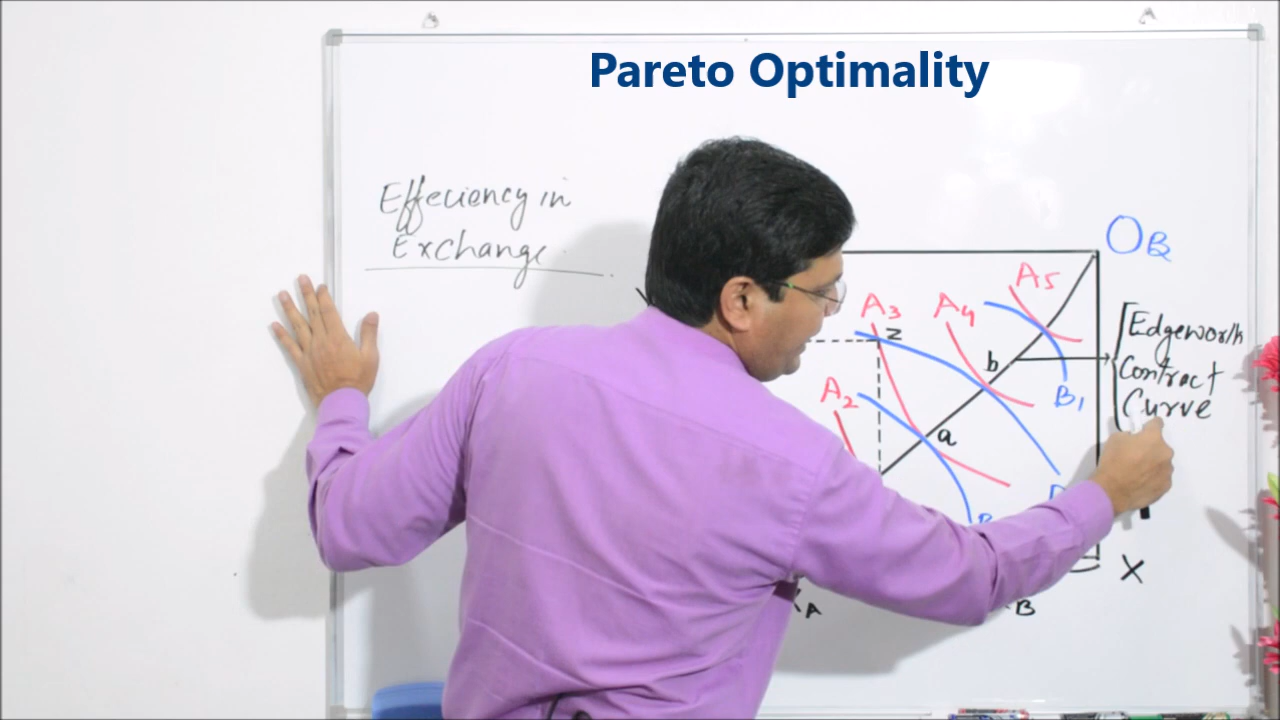 Pareto Optimality
Effeciency in
Exchange
OB
A5
A3
A4
z
Edgeworth
b
Contract
A2
B1
Curve
a
X
A
B